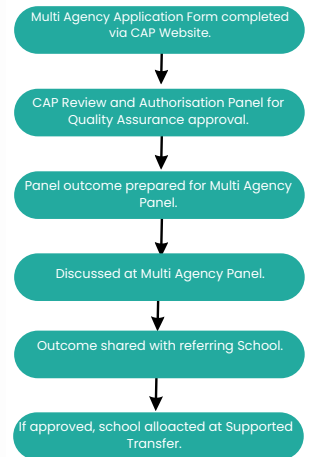 Multi Agency Application Form completed
via CAP Website.
CAP Review and Authorisation Panel for
Quality Assurance approval.
Panel outcome prepared for Multi Agency
Panel.
Discussed at Multi Agency Panel.
Outcome shared with referring School.
If approved, school alloacted at Supported
Transfer.